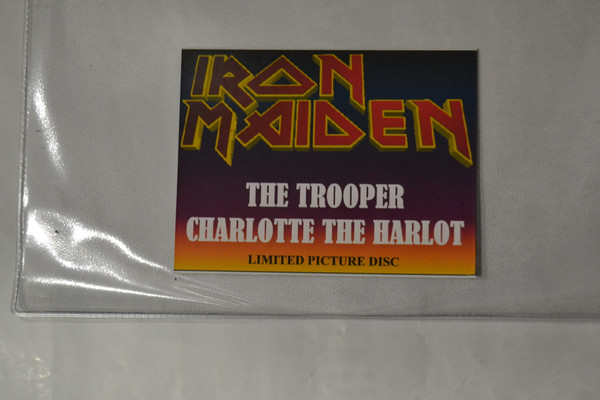 IRON
MAIDEN
THE TROOPER
CHARLOTTE THE HARLOT
LIMITED PICTURE DISC